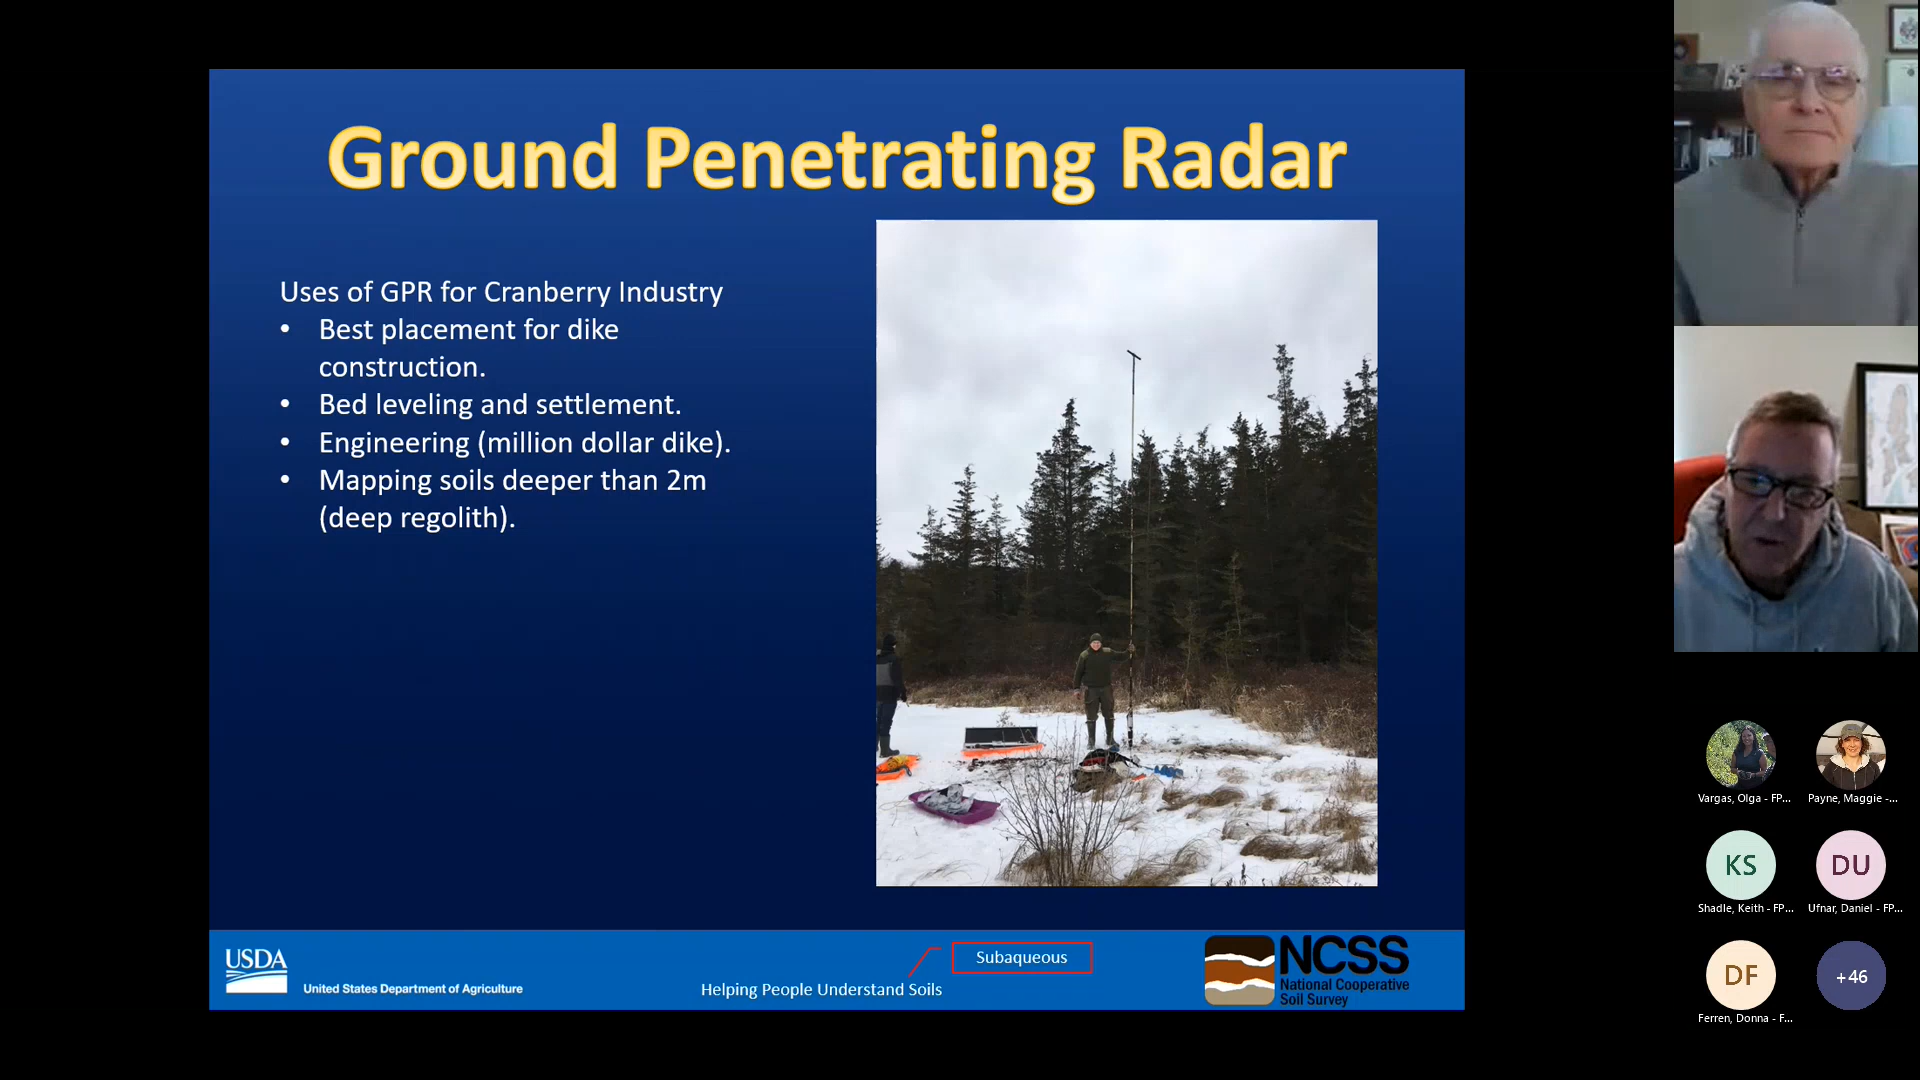 Ground Penetrating Radar
Uses of GPR for Cranberry Industry
• Best placement for dike
construction.
• Bed leveling and settlement.
• Engineering (million dollar dike).
• Mapping soils deeper than 2m
(deep regolith).
USDA
United States Department of Agriculture
Subaqueous
Helping People Understand Soils
NCSS
National Cooperative
Soil Survey
Vargas, Olga - FP...
Payne, Maggie -...
KS
DU
Shadle, Keith - FP...
Ufnar, Daniel - FP...
DF
+46
Ferren, Donna - F...